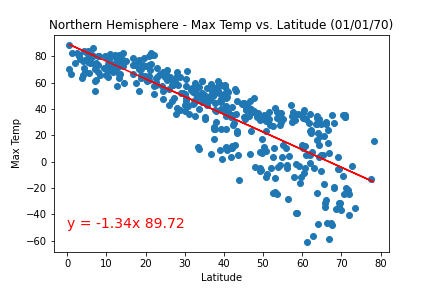 Northern Hemisphere - Max Temp vs. Latitude (01/01/70)
80
60
40
20
0
−20
−40
−60
Max Temp
y = -1.34x 89.72
0 10 20 30 40 50 60 70 80
Latitude